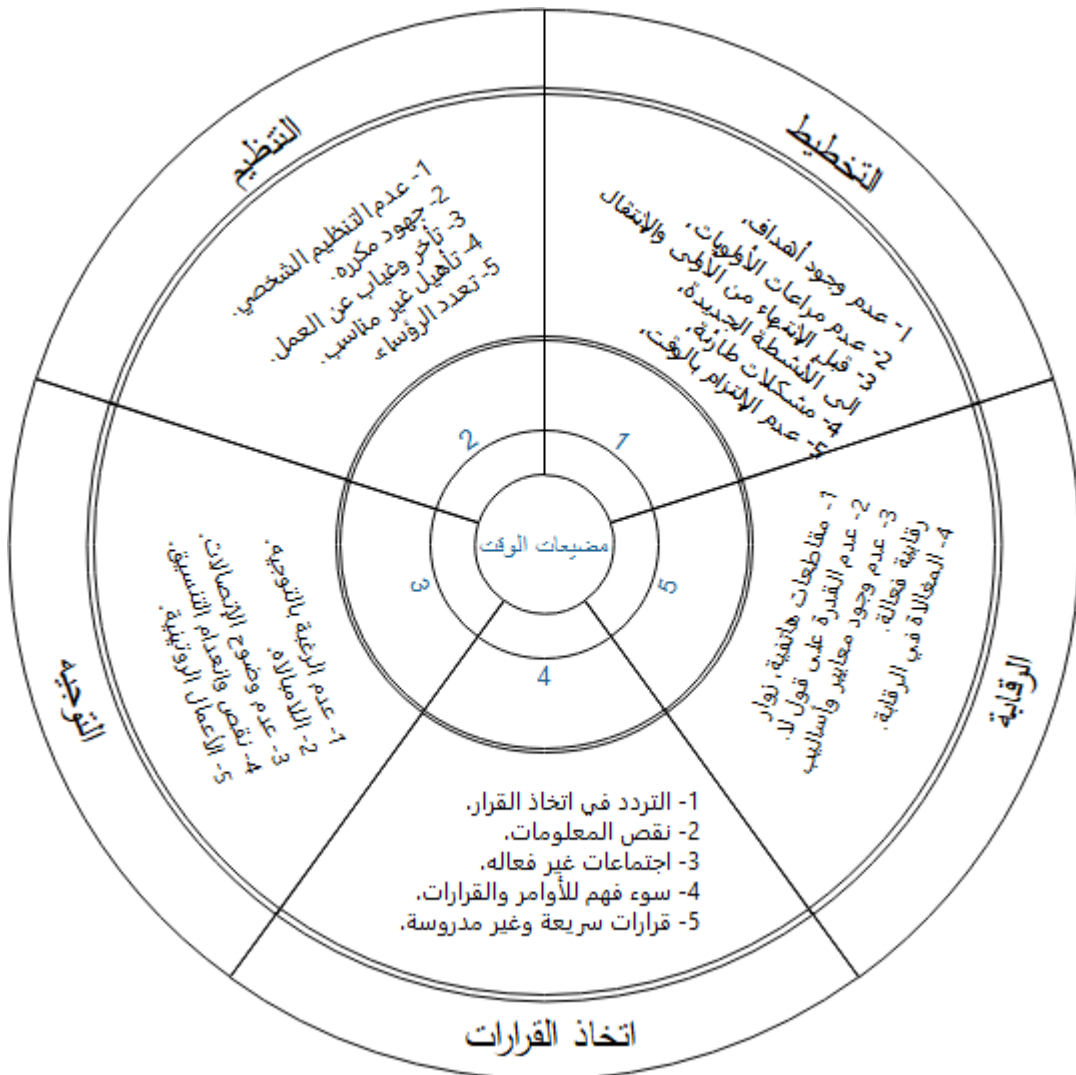 مضيعات الوقت
1
التخطيط
1- عدم وجود أهداف.
2- عدم مراعات الأولويات.
3- قبل الإنتهاء من الأولى والإنتقال
الى الأنشطة الجديدة.
4- مشكلات طارئة.
5- عدم الإلتزام بالوقت.
2
التنظيم
1- عدم التنظيم الشخصي.
2- جهود مكرره.
3- تأخر وغياب عن العمل.
4- تأهيل غير مناسب.
5- تعدد الرؤساء.
3
التوجيه
1- عدم الرغبة بالتوجيه.
2- اللامبالاه.
3- عدم وضوح الإتصالات.
4- نقص وانعدام التنسيق.
5- الأعمال الروتينية.
4
اتخاذ القرارات
1- التردد في اتخاذ القرار.
2- نقص المعلومات.
3- اجتماعات غير فعاله.
4- سوء فهم للأوامر والقرارات.
5- قرارات سريعة وغير مدروسة.
5
الرقابة
1- مقاطعات هاتفية, زوار
2- عدم القدرة على قول لا.
3- عدم وجود معايير وأساليب
رقابية فعالة.
4- المغالاة في الرقابة.